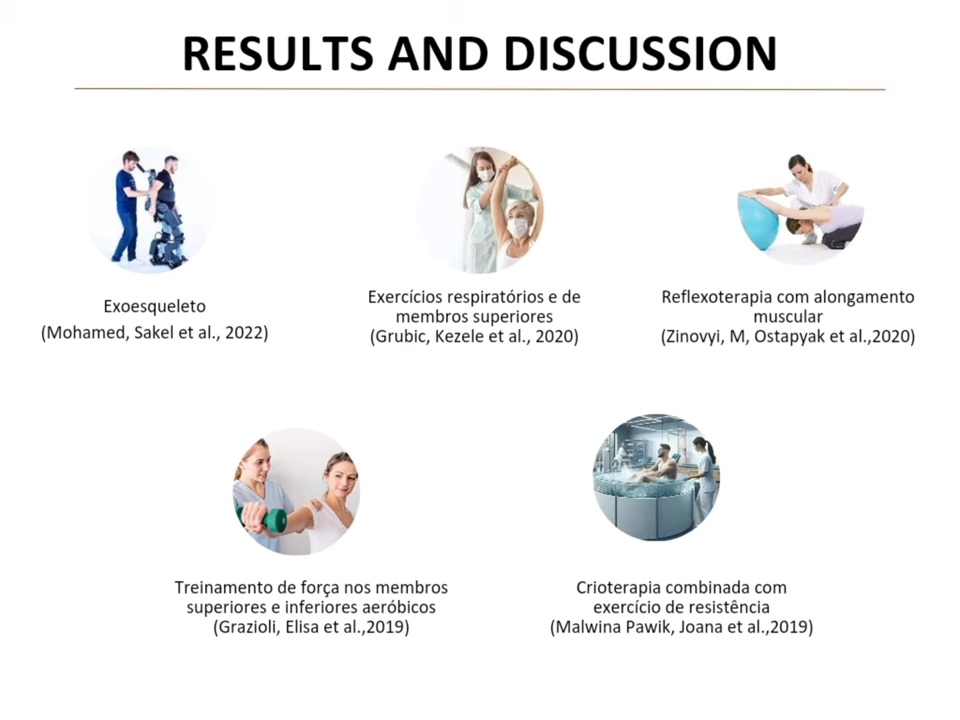 RESULTS AND DISCUSSION
Exoesqueleto
(Mohamed, Sakel et al., 2022)
Exercícios respiratórios e de
membros superiores
(Grubic, Kezele et al., 2020)
Reflexoterapia com alongamento
muscular
(Zinovyi, M, Ostapyak et al.,2020)
Treinamento de força nos membros
superiores e inferiores aeróbicos
(Grazioli, Elisa et al.,2019)
Crioterapia combinada com
exercício de resistência
(Malwina Pawik, Joana et al.,2019)